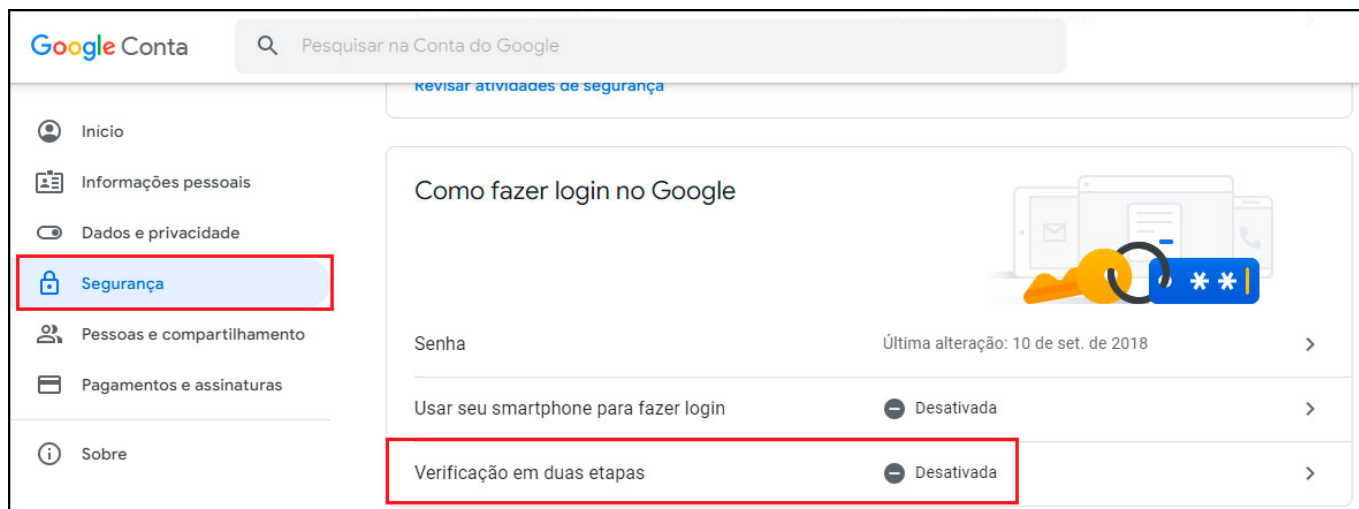 Google Conta
Pesquisar na Conta do Google
Revisar atividades de segurança
Início
Informações pessoais
Dados e privacidade
Segurança
Pessoas e compartilhamento
Pagamentos e assinaturas
Sobre
Como fazer login no Google
**
Senha Última alteração: 10 de set. de 2018
Usar seu smartphone para fazer login Desativada
Verificação em duas etapas Desativada